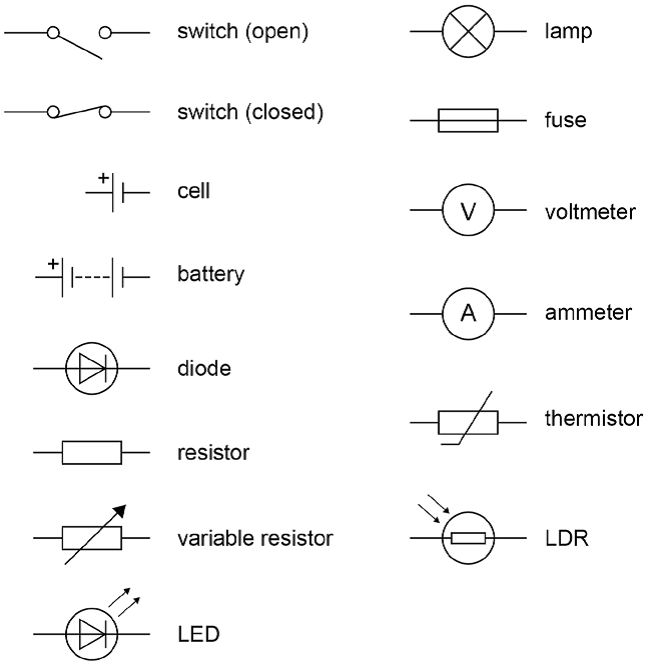 switch (open)
switch (closed)
+
cell
+
battery
diode
resistor
variable resistor
LED
lamp
fuse
V
voltmeter
A
ammeter
thermistor
LDR